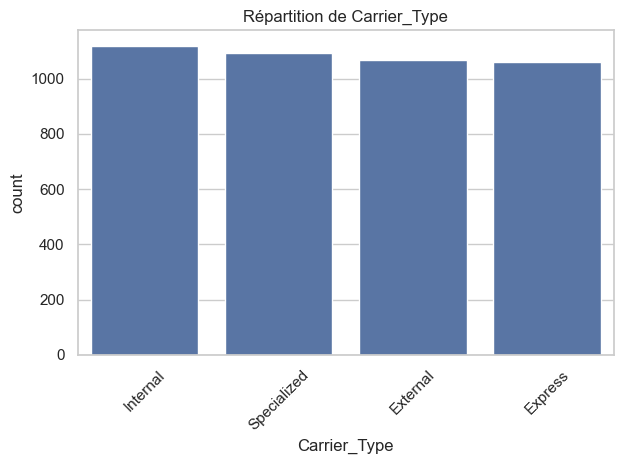 Répartition de Carrier_Type
count
1000
800
600
400
200
0
Internal
Specialized
External
Express
Carrier_Type